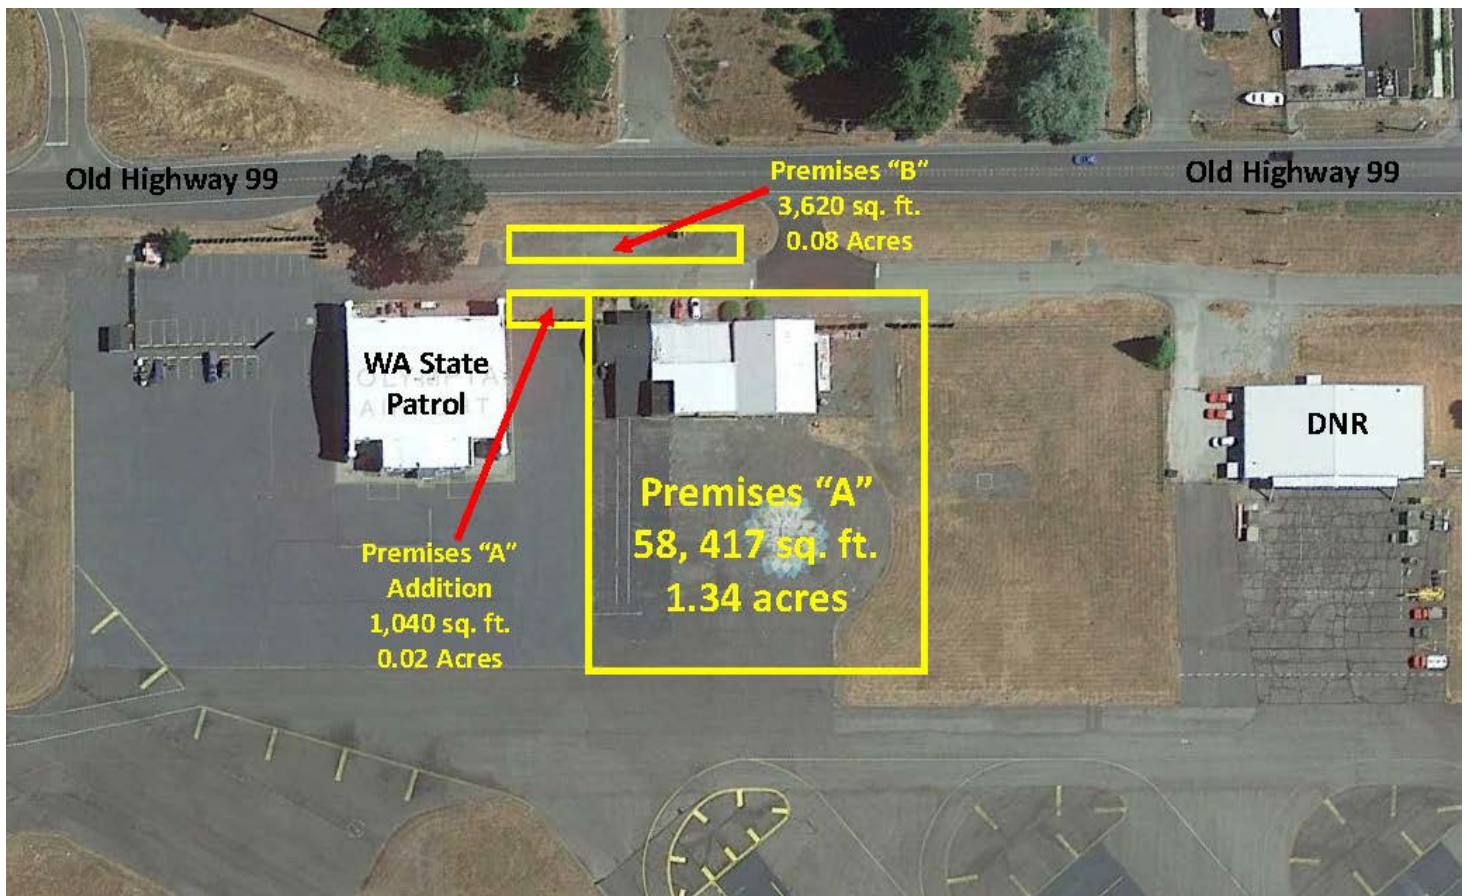 Old Highway 99
Premises “B”
3,620 sq. ft.
0.08 Acres
Old Highway 99
WA State
Patrol
OLYMPIA
DNR
Premises “A”
58, 417 sq. ft.
1.34 acres
Premises “A”
Addition
1,040 sq. ft.
0.02 Acres